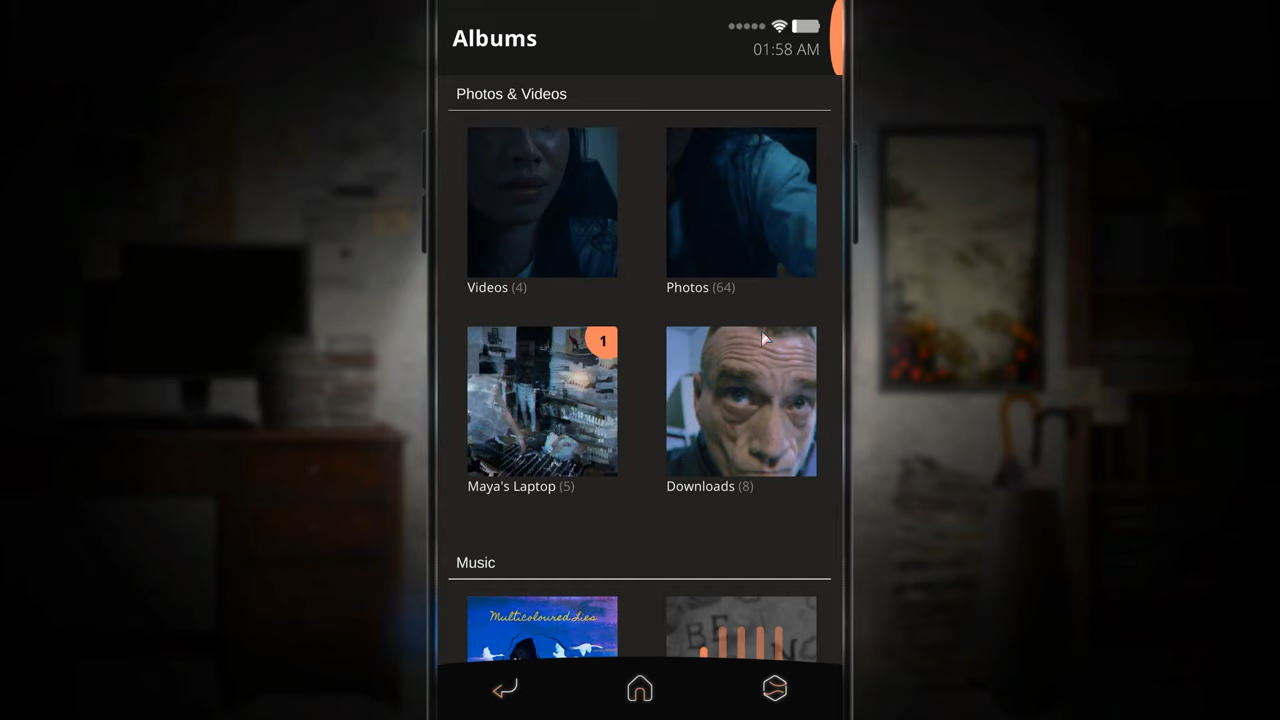 Albums
01:58 AM
Photos & Videos
Videos (4)
Photos (64)
1
Maya's Laptop (5)
Downloads (8)
Music
Multicoloured Lies
BE